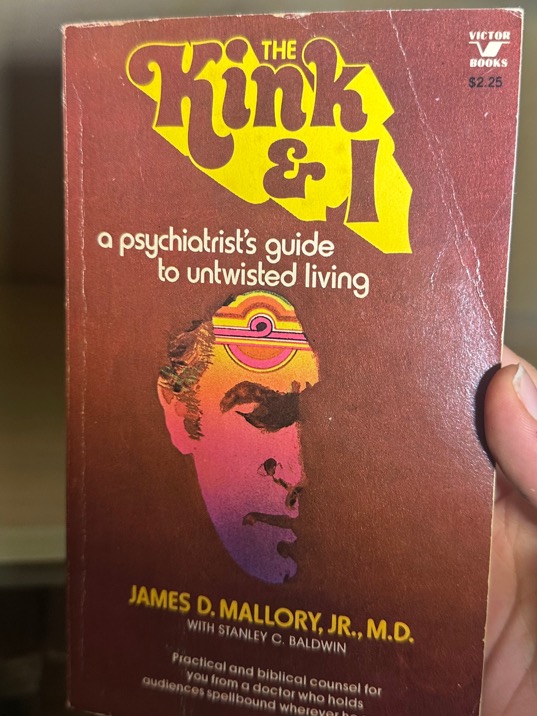 VICTOR
BOOKS
$2.25
THE
Kink
& I
a psychiatrist's guide
to untwisted living
JAMES D. MALLORY, JR., M.D.
WITH STANLEY C. BALDWIN
Practical and biblical counsel for
you from a doctor who holds
audiences spellbound wherever